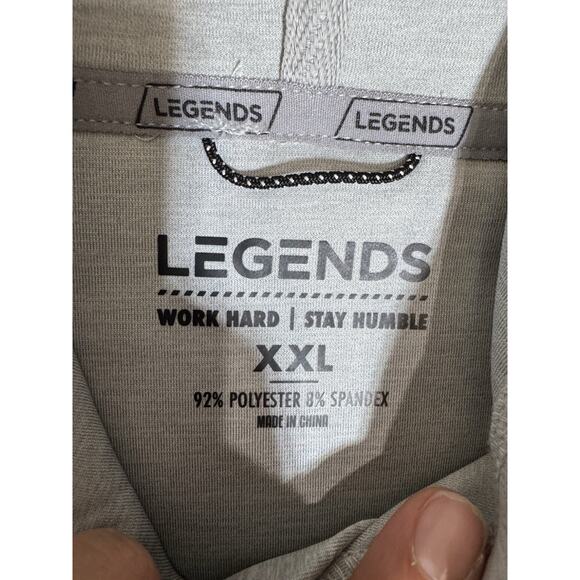 LEGENDS LEGENDS
LEGENDS
WORK HARD | STAY HUMBLE
XXL
92% POLYESTER 8% SPANDEX
MADE IN CHINA